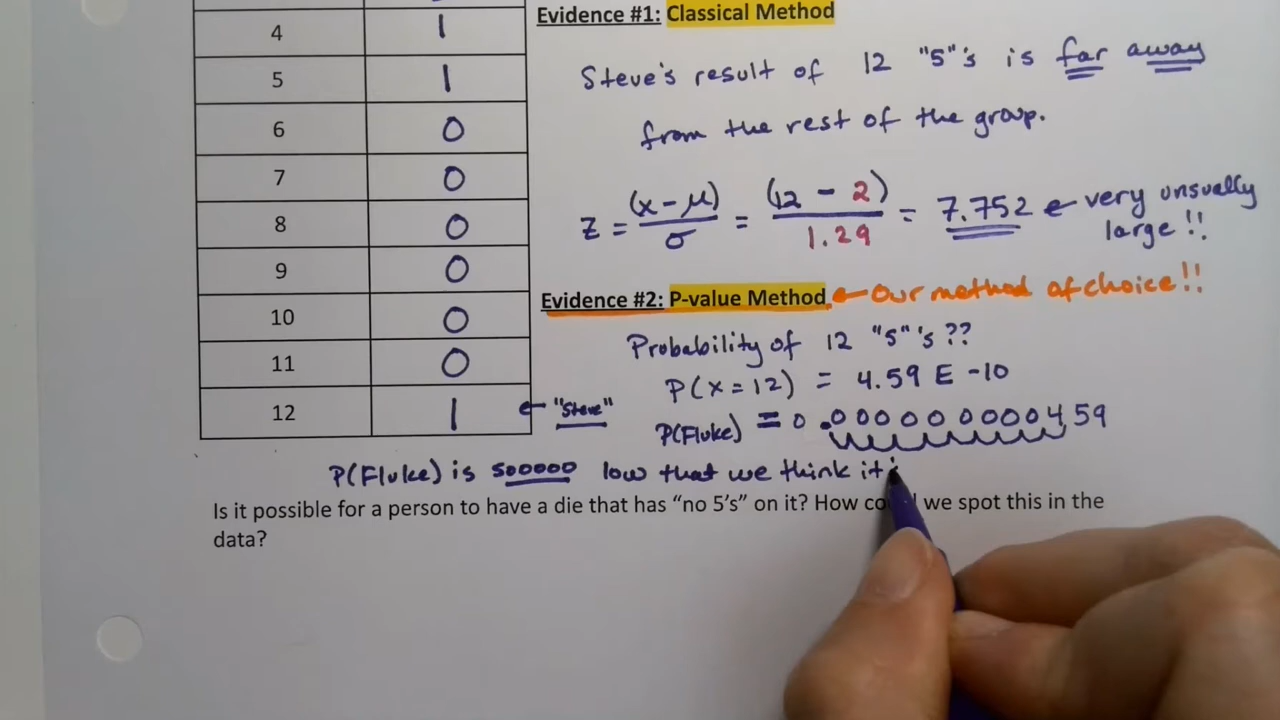 4 1
5 1
6 0
7 0
8 0
9 0
10 0
11 0
12 1 ← "Steve"
Evidence #1: Classical Method
Steve's result of 12 "5"'s is far away
from the rest of the group.
Z = (x - μ) / σ = (12 - 2) / 1.29 = 7.752 ← very unsually
large!!
Evidence #2: P-value Method ← Our method of choice!!
Probability of 12 "5"'s ??
P(x=12) = 4.59 E -10
P(Fluke) = 0.000000000459
P(Fluke) is sooooo low that we think it
Is it possible for a person to have a die that has "no 5's" on it? How we spot this in the
data?